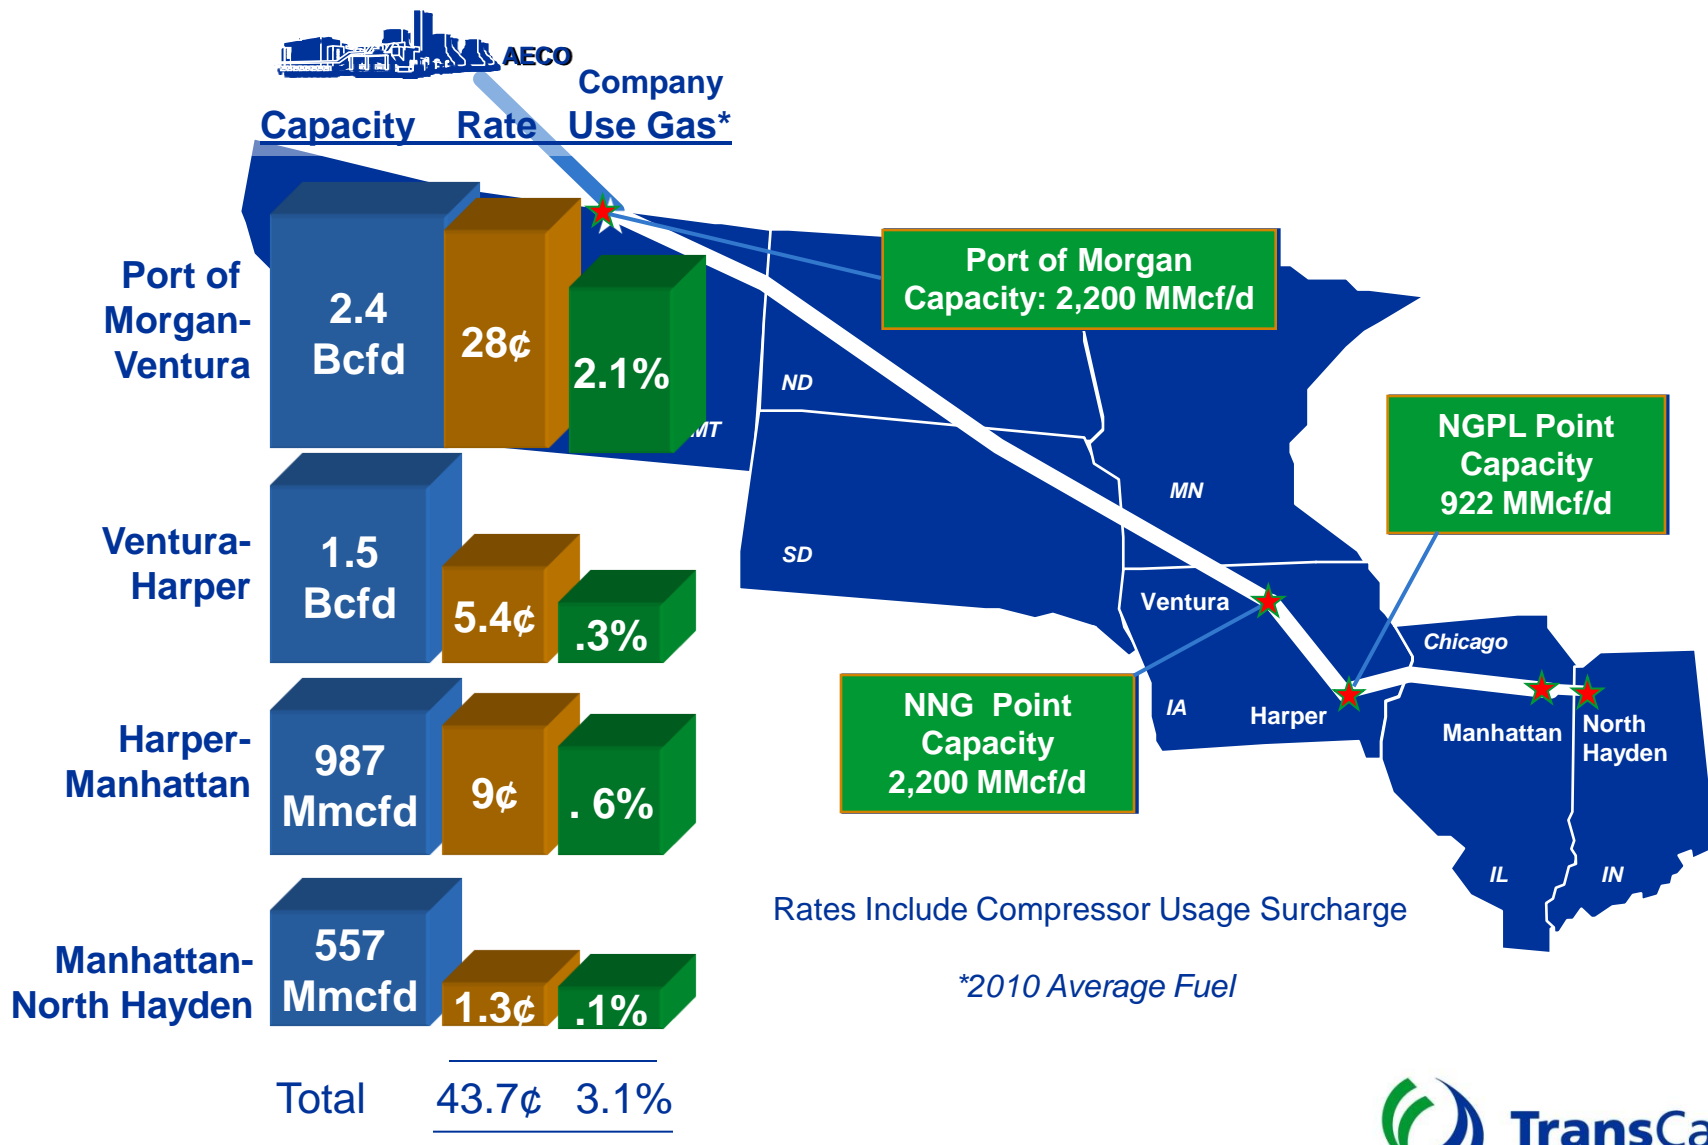 AECO
Company
Capacity Rate Use Gas*
Port of
Morgan-
Ventura
2.4
Bcfd
28¢
2.1%
Ventura-
Harper
1.5
Bcfd
5.4¢
.3%
Harper-
Manhattan
987
Mmcfd
9¢
. 6%
Manhattan-
North Hayden
557
Mmcfd
1.3¢
.1%
Total 43.7¢ 3.1%
Port of Morgan
Capacity: 2,200 MMcf/d
NGPL Point
Capacity
922 MMcf/d
NNG Point
Capacity
2,200 MMcf/d
MT
ND
SD
MN
IA
IL
IN
Ventura
Harper
Chicago
Manhattan
North
Hayden
Rates Include Compressor Usage Surcharge
*2010 Average Fuel
TransCa